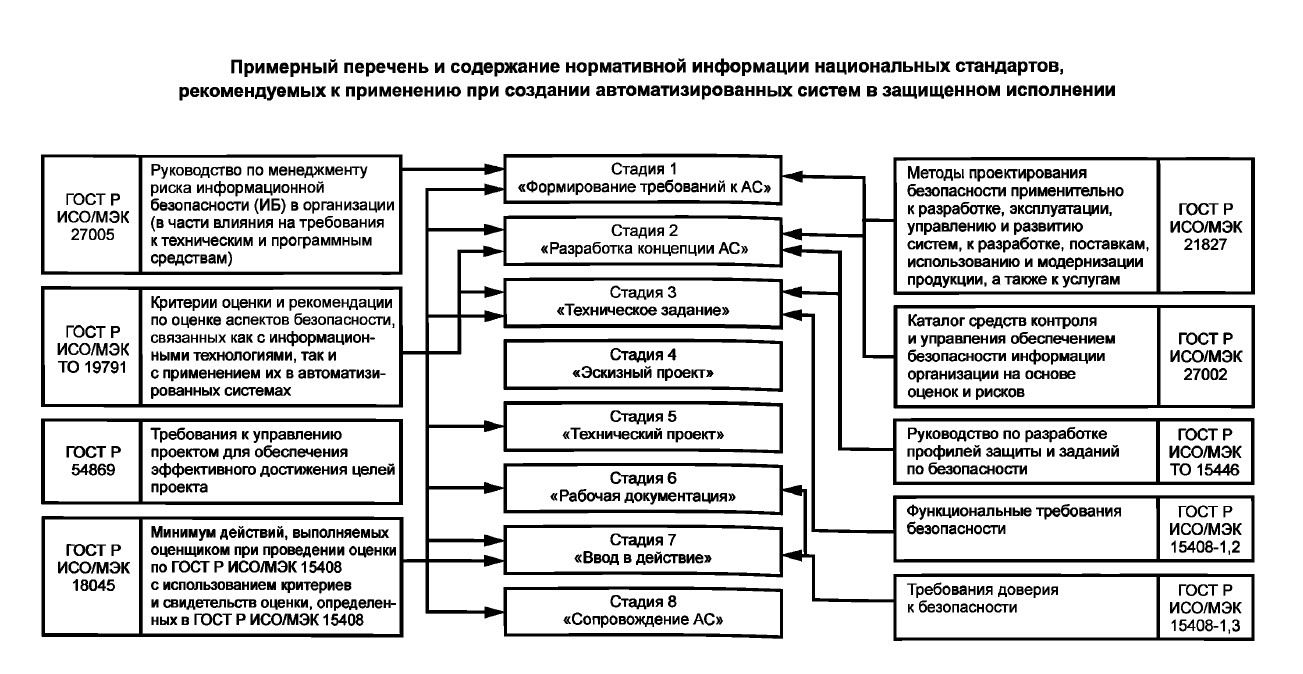 Примерный перечень и содержание нормативной информации национальных стандартов,
рекомендуемых к применению при создании автоматизированных систем в защищенном исполнении
ГОСТ Р
ИСО/МЭК
27005
Руководство по менеджменту
риска информационной
безопасности (ИБ) в организации
(в части влияния на требования
к техническим и программным
средствам)
ГОСТ Р
ИСО/МЭК
ТО 19791
Критерии оценки и рекомендации
по оценке аспектов безопасности,
связанных как с информацион-
ными технологиями, так и
с применением их в автоматизи-
рованных системах
ГОСТ Р
54869
Требования к управлению
проектом для обеспечения
эффективного достижения целей
проекта
ГОСТ Р
ИСО/МЭК
18045
Минимум действий, выполняемых
оценщиком при проведении оценки
по ГОСТ Р ИСО/МЭК 15408
с использованием критериев
и свидетельств оценки, определен-
ных в ГОСТ Р ИСО/МЭК 15408
Стадия 1
«Формирование требований к АС»
Стадия 2
«Разработка концепции АС»
Стадия 3
«Техническое задание»
Стадия 4
«Эскизный проект»
Стадия 5
«Технический проект»
Стадия 6
«Рабочая документация»
Стадия 7
«Ввод в действие»
Стадия 8
«Сопровождение АС»
Методы проектирования
безопасности применительно
к разработке, эксплуатации,
управлению и развитию
систем, к разработке, поставкам,
использованию и модернизации
продукции, а также к услугам
ГОСТ Р
ИСО/МЭК
21827
Каталог средств контроля
и управления обеспечением
безопасности информации
организации на основе
оценок и рисков
ГОСТ Р
ИСО/МЭК
27002
Руководство по разработке
профилей защиты и заданий
по безопасности
ГОСТ Р
ИСО/МЭК
ТО 15446
Функциональные требования
безопасности
ГОСТ Р
ИСО/МЭК
15408-1,2
Требования доверия
к безопасности
ГОСТ Р
ИСО/МЭК
15408-1,3